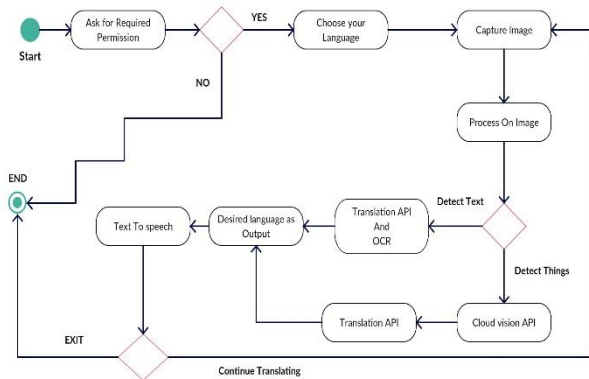 Start
Ask for Required
Permission
YES
NO
Choose your
Language
Capture Image
Process On Image
END
Detect Text
Detect Things
Translation API
And
OCR
Desired language as
Output
Text To speech
Cloud vision API
Translation API
EXIT
Continue Translating